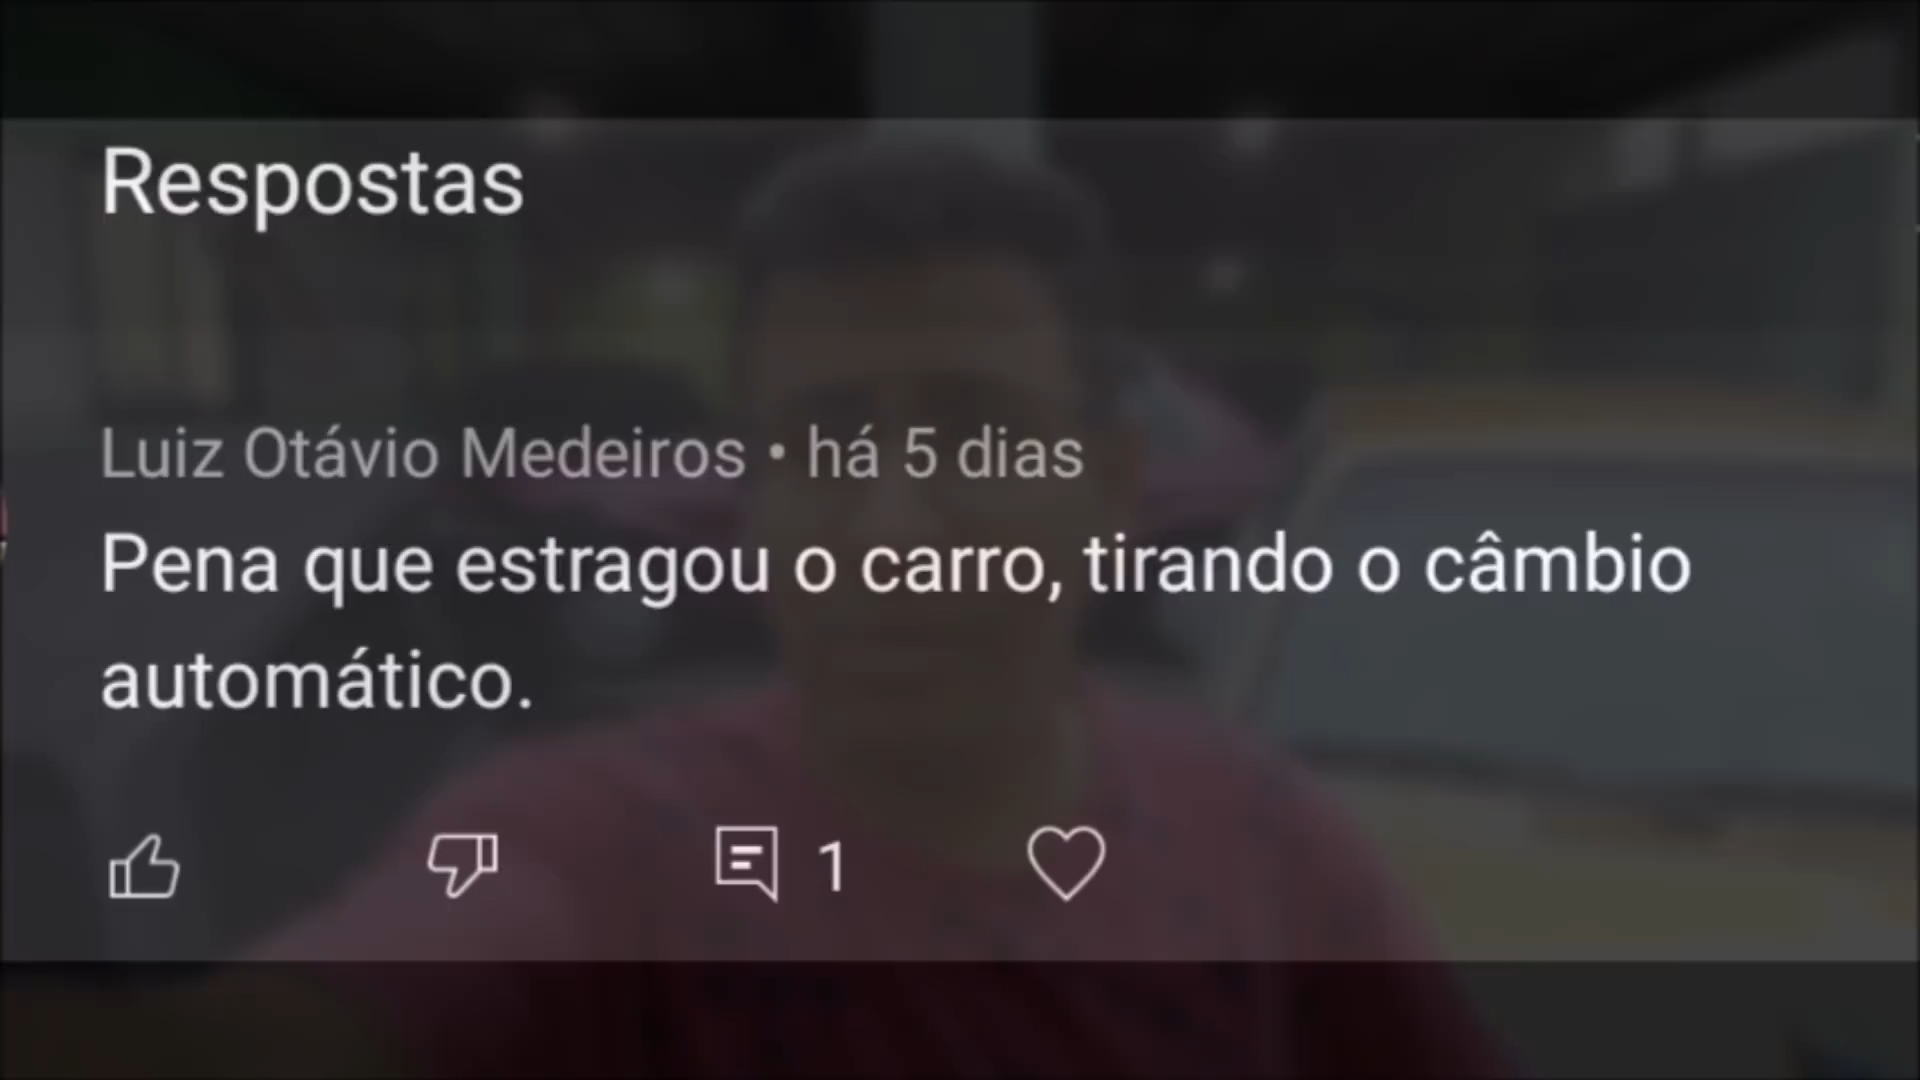 Respostas
Luiz Otávio Medeiros • há 5 dias
Pena que estragou o carro, tirando o câmbio
automático.
1